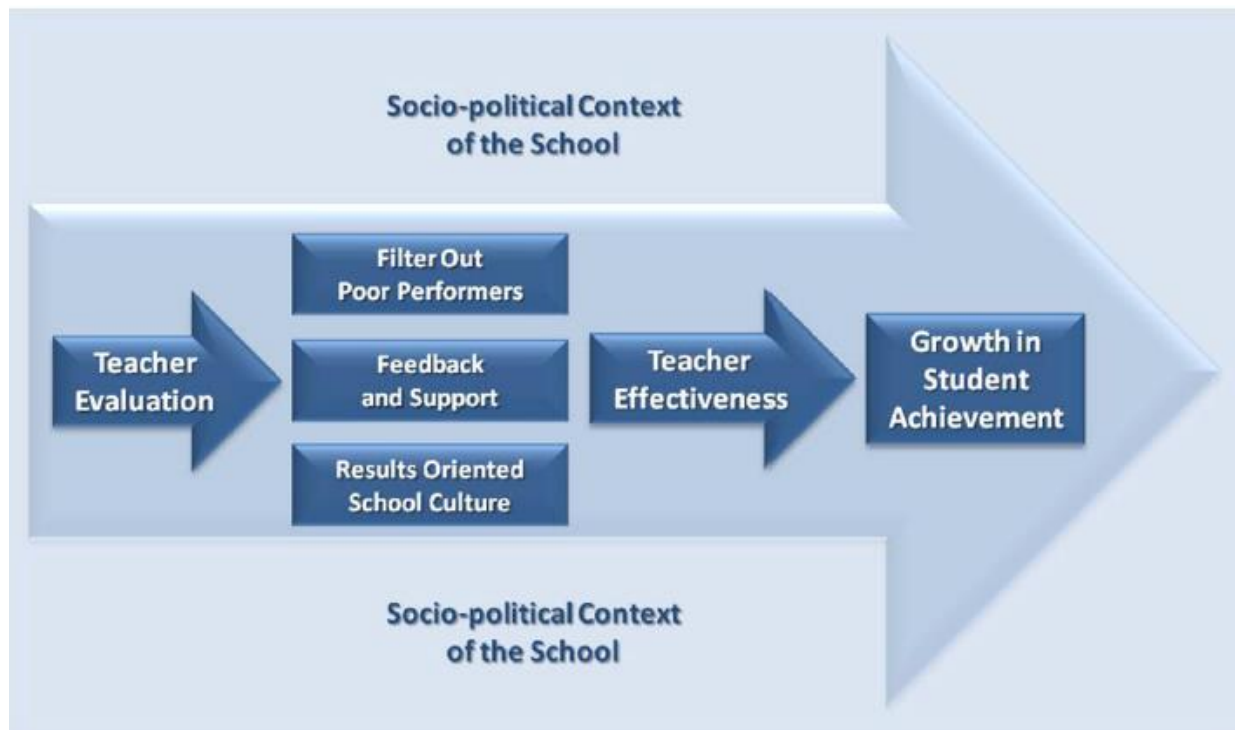 Socio-political Context
of the School
Teacher
Evaluation
Filter Out
Poor Performers
Feedback
and Support
Results Oriented
School Culture
Teacher
Effectiveness
Growth in
Student
Achievement
Socio-political Context
of the School